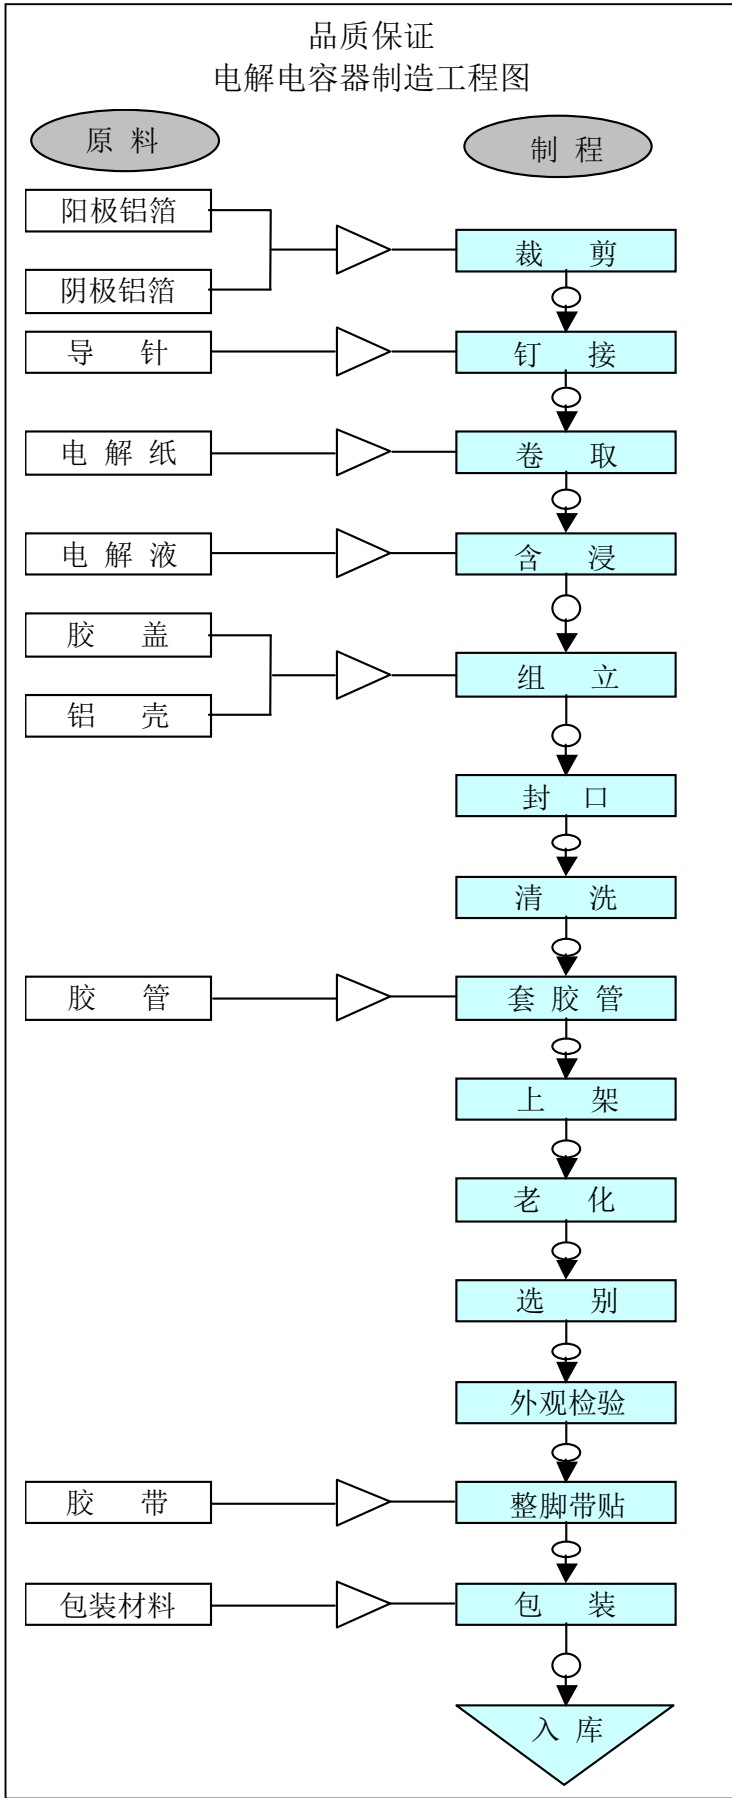 品质保证
电解电容器制造工程图
原 料
制 程
阳极铝箔
裁 剪
阴极铝箔
导 针
钉 接
电 解 纸
卷 取
电 解 液
含 浸
胶 盖
组 立
铝 壳
封 口
清 洗
胶 管
套 胶 管
上 架
老 化
选 别
外观检验
胶 带
整脚带贴
包装材料
包 装
入 库